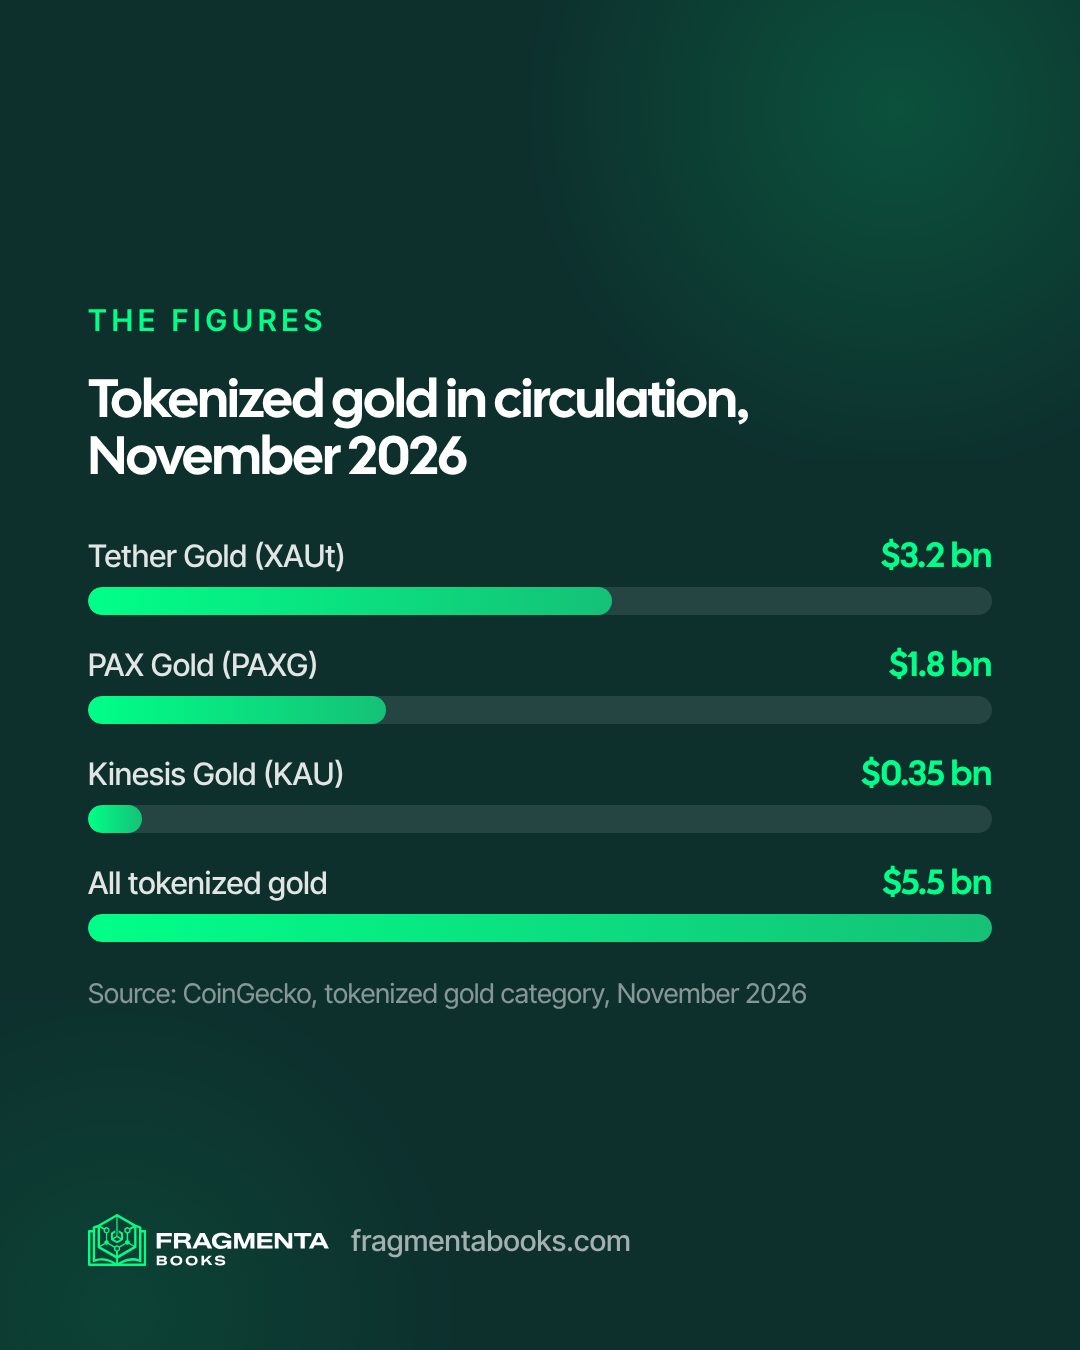 THE FIGURES
Tokenized gold in circulation,
November 2026
Tether Gold (XAUt) $3.2 bn
PAX Gold (PAXG) $1.8 bn
Kinesis Gold (KAU) $0.35 bn
All tokenized gold $5.5 bn
Source: CoinGecko, tokenized gold category, November 2026
FRAGMENTA
BOOKS
fragmentabooks.com